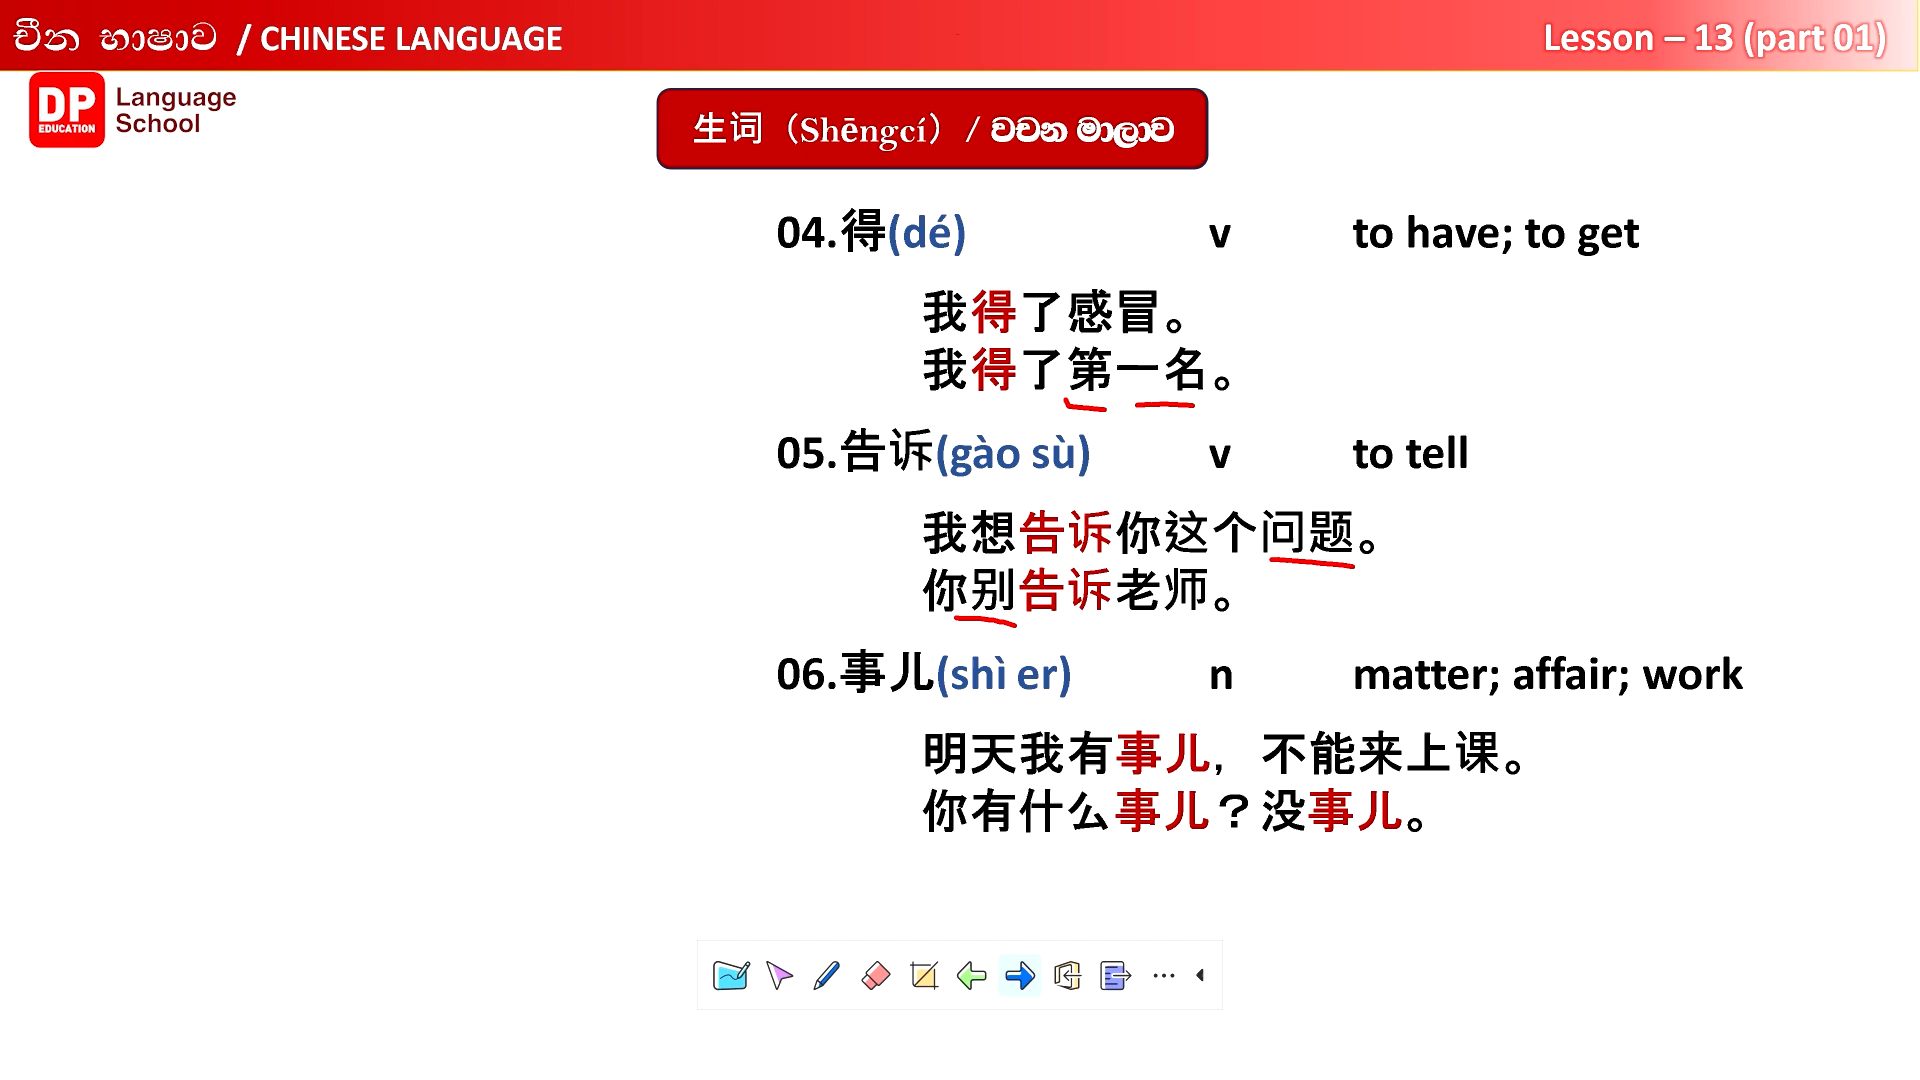 චීන භාෂාව / CHINESE LANGUAGE
Lesson – 13 (part 01)
DP EDUCATION
Language School
生词（Shēngcí）/ වචන මාලාව
04.得(dé) v to have; to get
我得了感冒。
我得了第一名。
05.告诉(gào sù) v to tell
我想告诉你这个问题。
你别告诉老师。
06.事儿(shì er) n matter; affair; work
明天我有事儿，不能来上课。
你有什么事儿？没事儿。